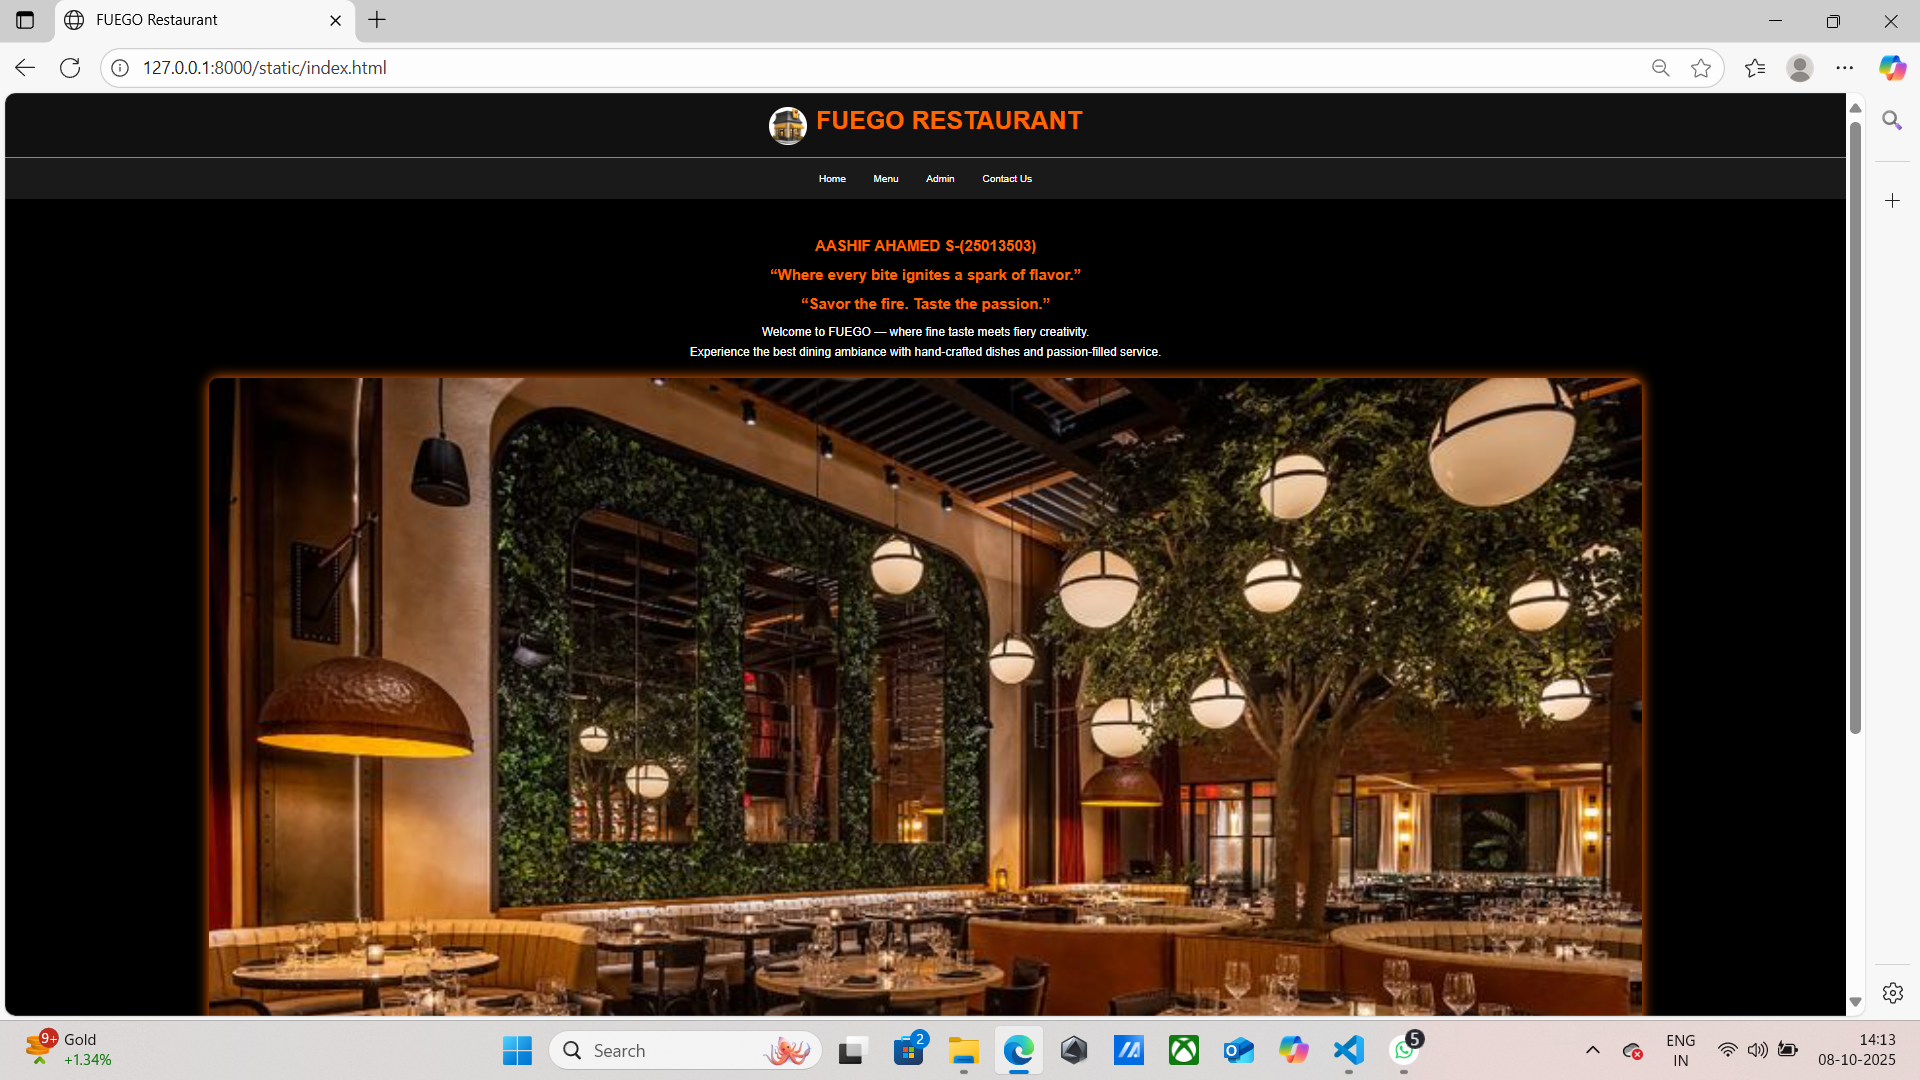 FUEGO Restaurant
127.0.0.1:8000/static/index.html
FUEGO RESTAURANT
Home Menu Admin Contact Us
AASHIF AHAMED S-(25013503)
“Where every bite ignites a spark of flavor.”
“Savor the fire. Taste the passion.”
Welcome to FUEGO — where fine taste meets fiery creativity.
Experience the best dining ambiance with hand-crafted dishes and passion-filled service.
9+
Gold
+1.34%
Search
2
5
ENG
IN
14:13
08-10-2025